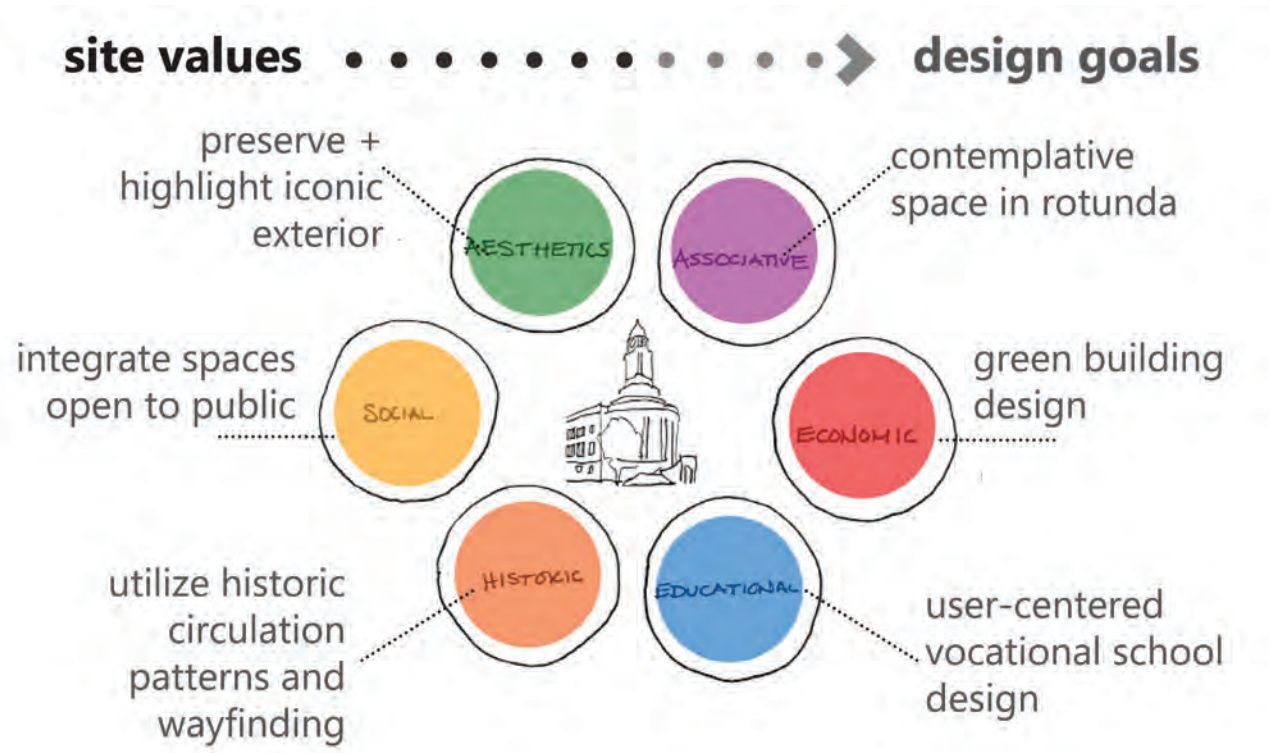 site values
design goals
preserve +
highlight iconic
exterior
AESTHETICS
ASSOCIATIVE
contemplative
space in rotunda
integrate spaces
open to public
SOCIAL
ECONOMIC
green building
design
utilize historic
circulation
patterns and
wayfinding
HISTORIC
EDUCATIONAL
user-centered
vocational school
design